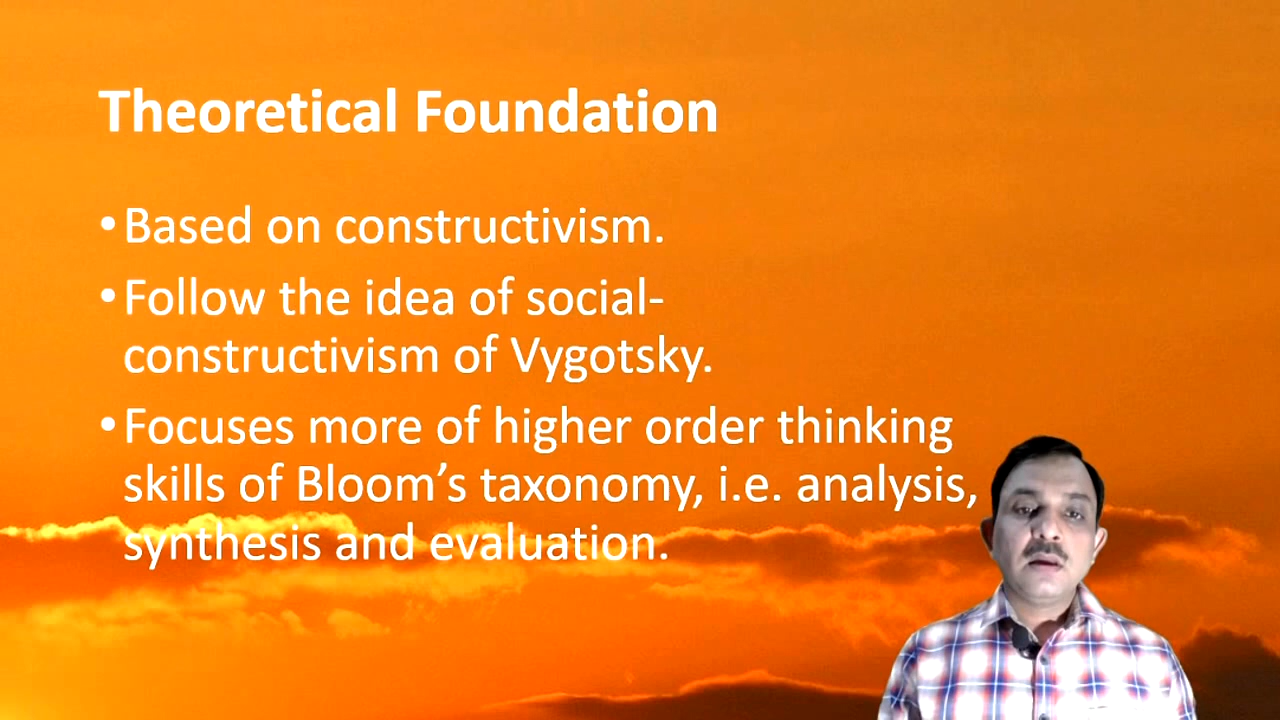 Theoretical Foundation
• Based on constructivism.
• Follow the idea of social-
constructivism of Vygotsky.
• Focuses more of higher order thinking
skills of Bloom’s taxonomy, i.e. analysis,
synthesis and evaluation.